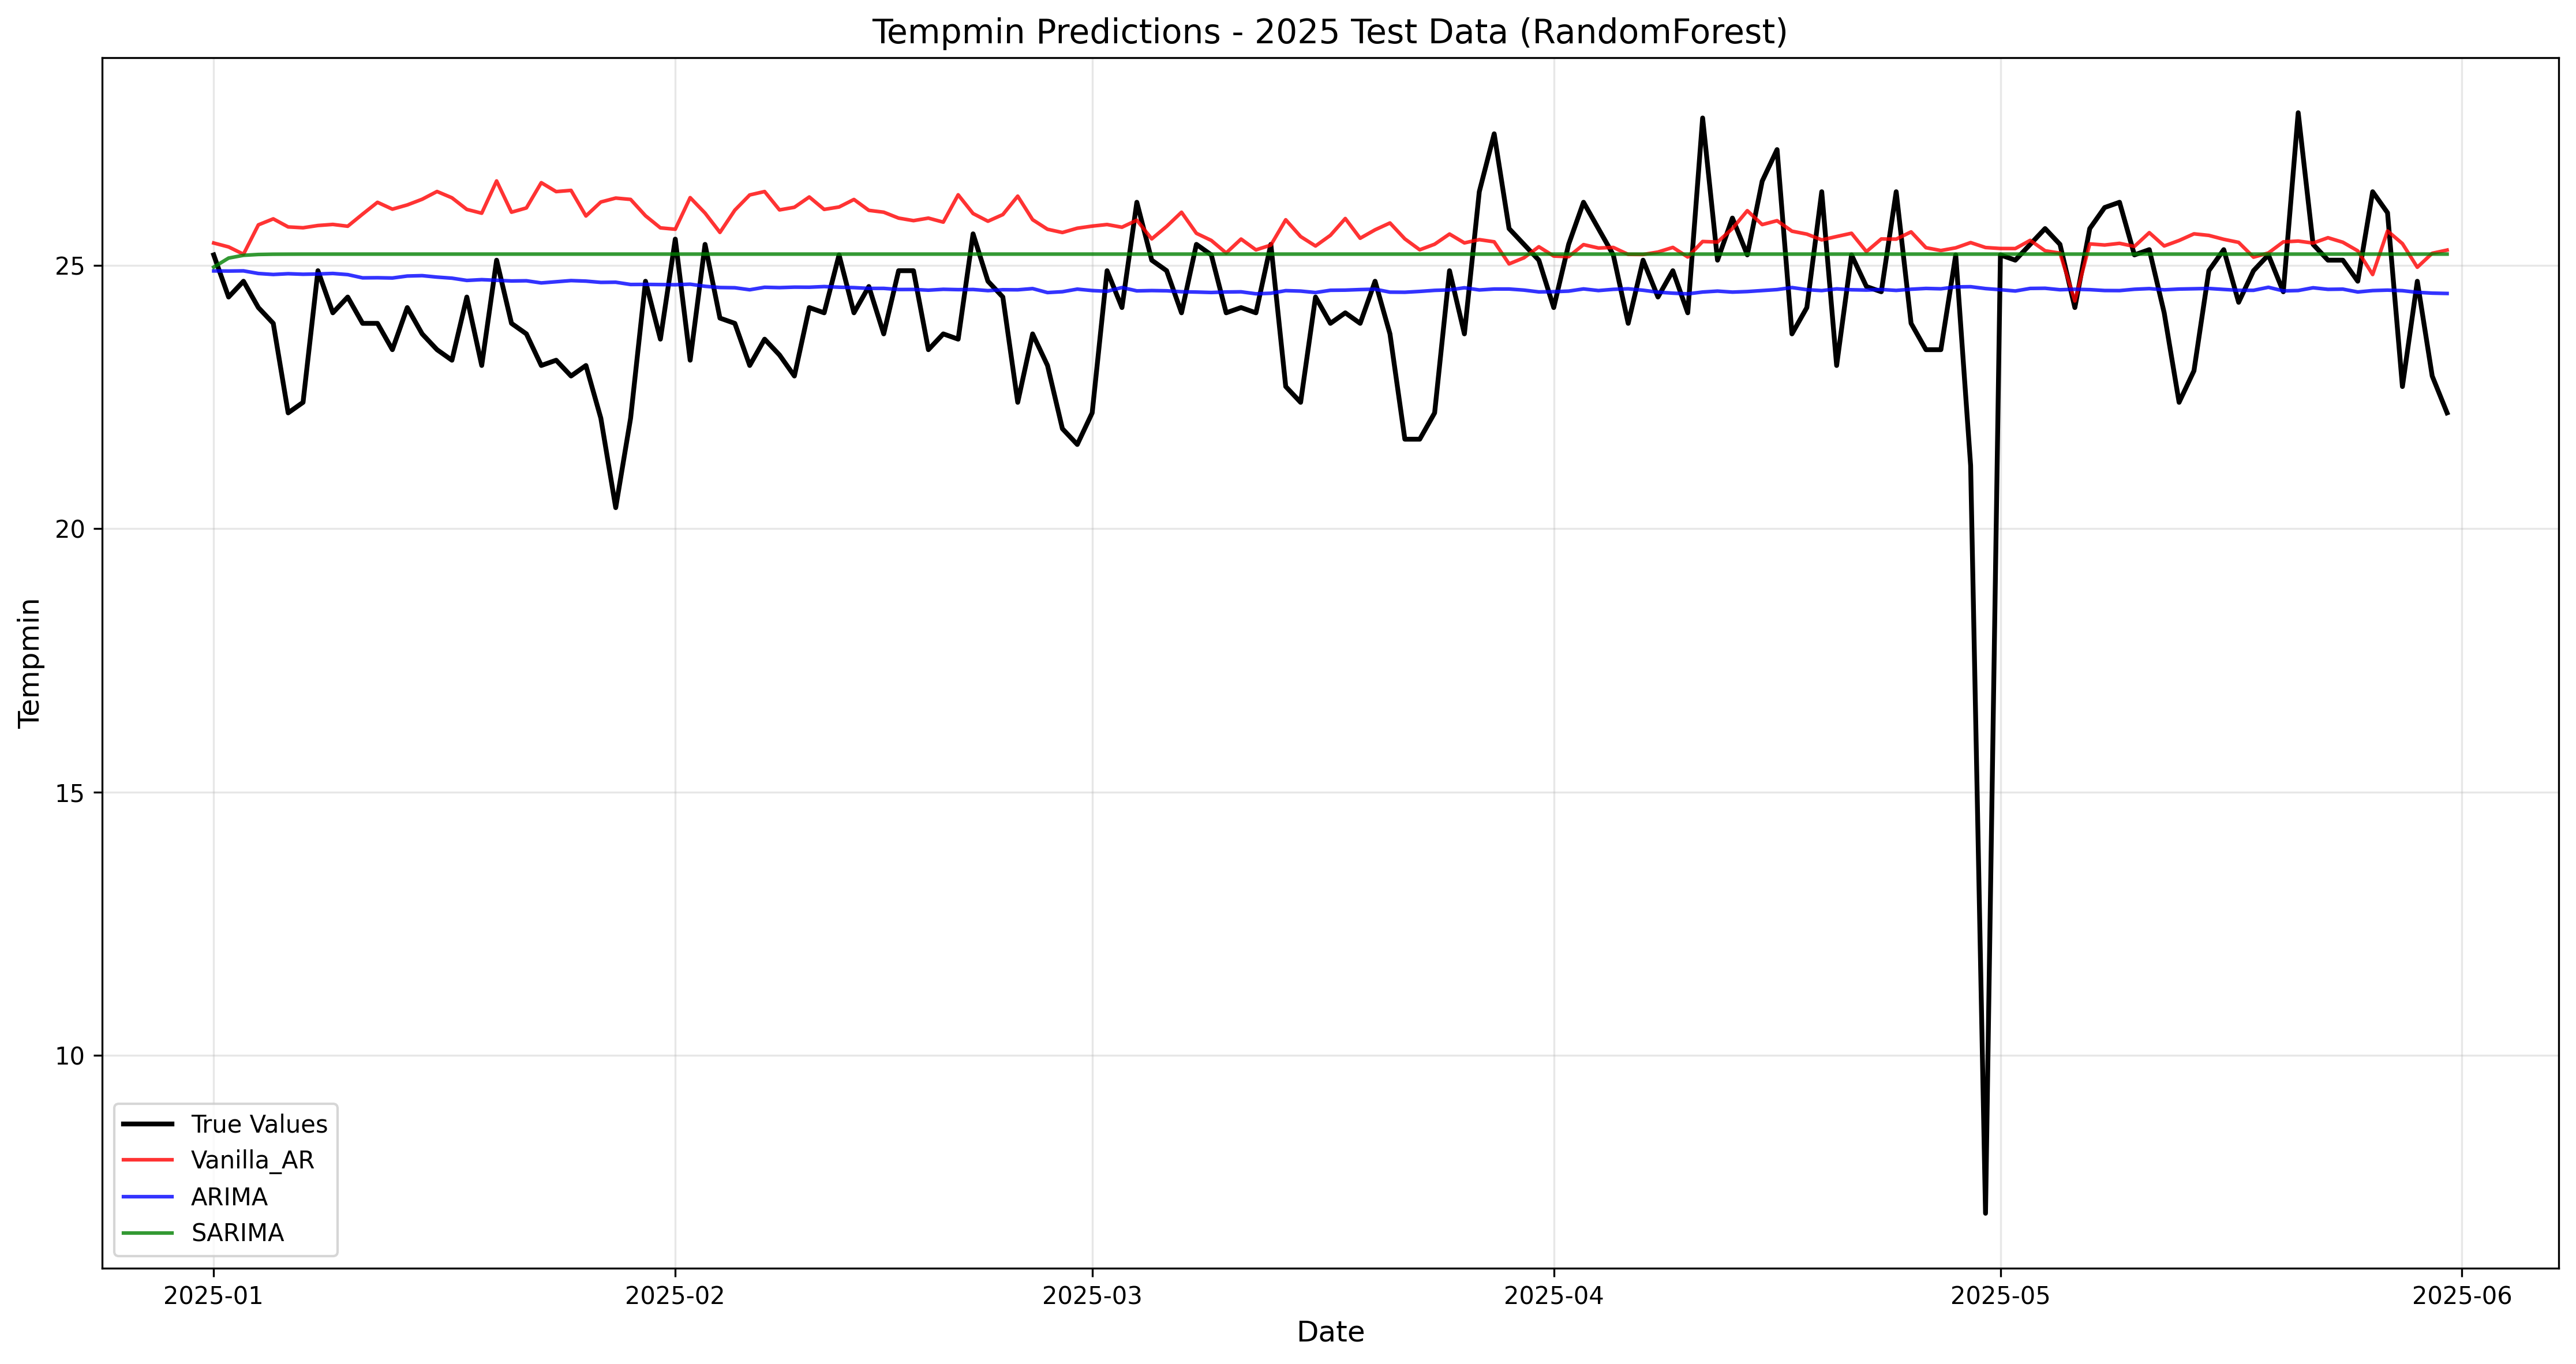 Tempmin Predictions - 2025 Test Data (RandomForest)
Tempmin
25
20
15
10
True Values
Vanilla_AR
ARIMA
SARIMA
2025-01
2025-02
2025-03
2025-04
2025-05
2025-06
Date